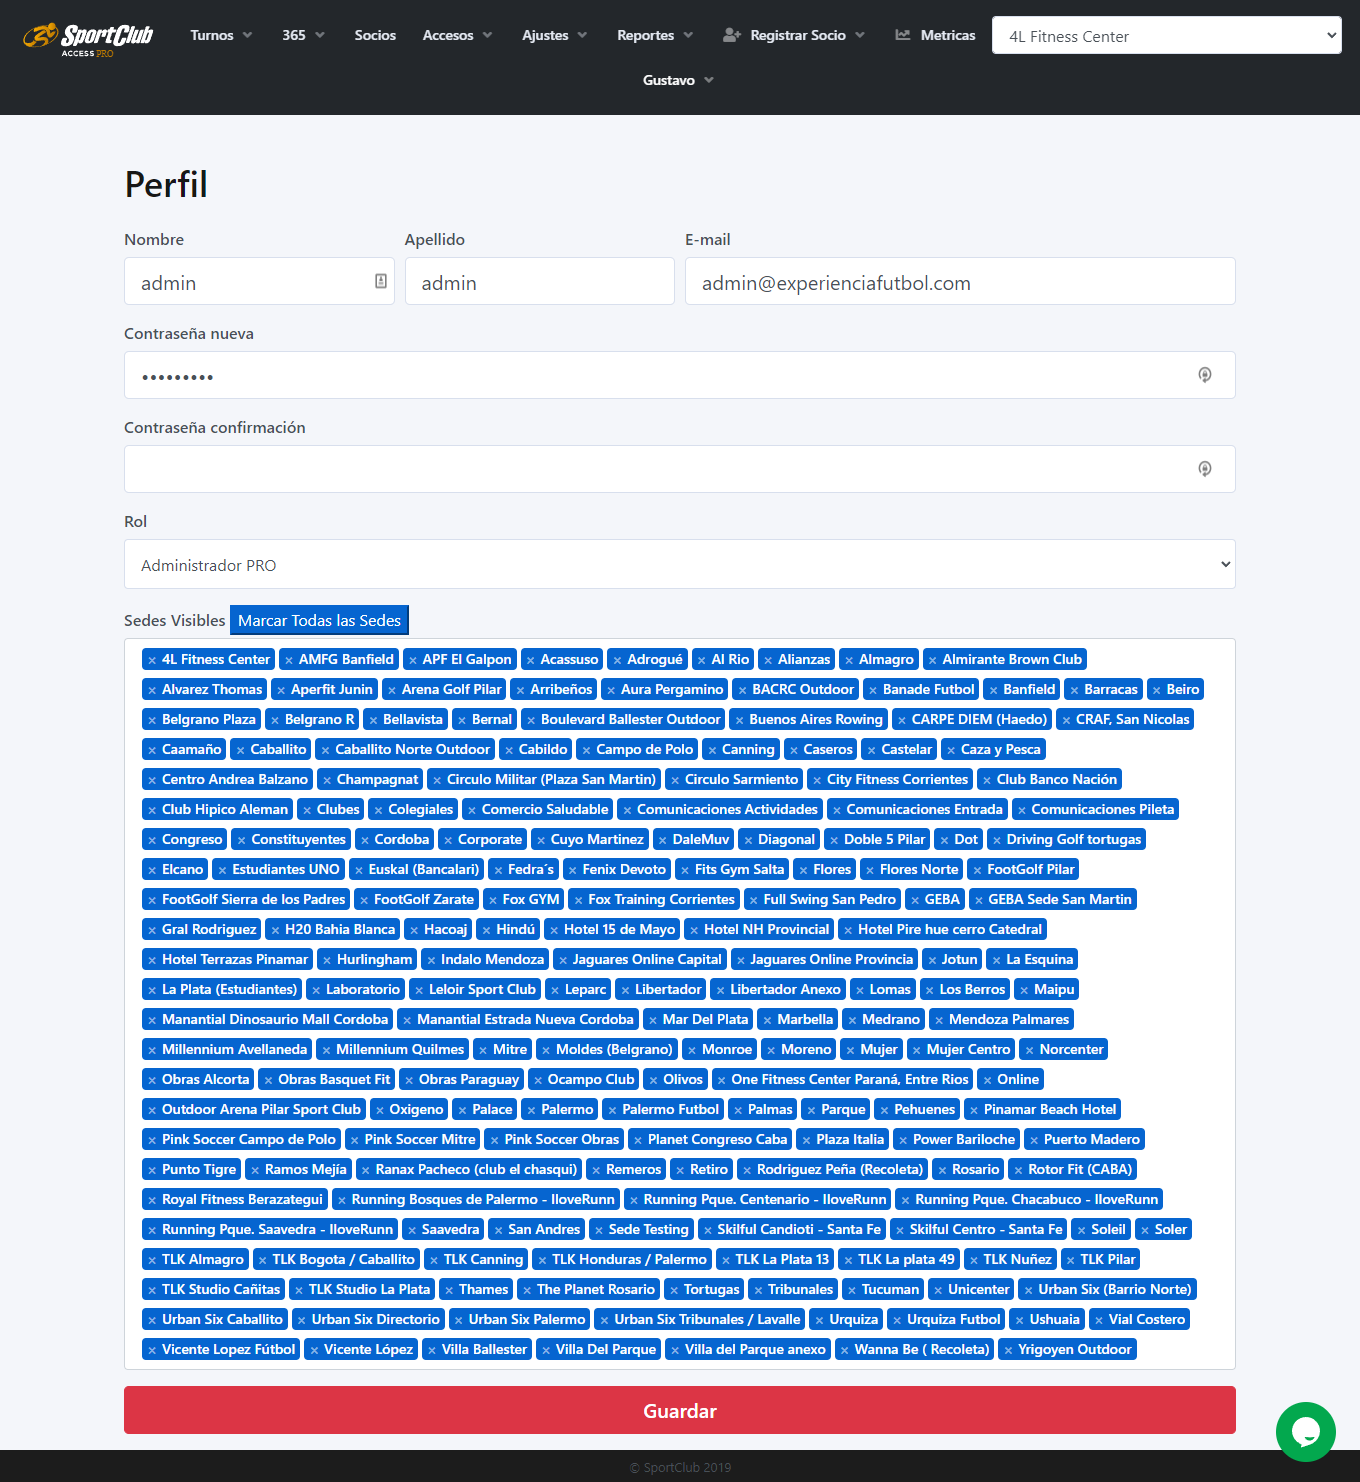 SportClub
ACCESS PRO
Turnos 365 Socios Accesos Ajustes Reportes Registrar Socio Metricas 4L Fitness Center
Gustavo
Perfil
Nombre Apellido E-mail
admin admin admin@experienciafutbol.com
Contraseña nueva
•••••••••
Contraseña confirmación
Rol
Administrador PRO
Sedes Visibles Marcar Todas las Sedes
× 4L Fitness Center × AMFG Banfield × APF El Galpon × Acassuso × Adrogué × Al Rio × Alianzas × Almagro × Almirante Brown Club
× Alvarez Thomas × Aperfit Junin × Arena Golf Pilar × Arribeños × Aura Pergamino × BACRC Outdoor × Banade Futbol × Banfield × Barracas × Beiro
× Belgrano Plaza × Belgrano R × Bellavista × Bernal × Boulevard Ballester Outdoor × Buenos Aires Rowing × CARPE DIEM (Haedo) × CRAF, San Nicolas
× Caamaño × Caballito × Caballito Norte Outdoor × Cabildo × Campo de Polo × Canning × Caseros × Castelar × Caza y Pesca
× Centro Andrea Balzano × Champagnat × Circulo Militar (Plaza San Martin) × Circulo Sarmiento × City Fitness Corrientes × Club Banco Nación
× Club Hipico Aleman × Clubes × Colegiales × Comercio Saludable × Comunicaciones Actividades × Comunicaciones Entrada × Comunicaciones Pileta
× Congreso × Constituyentes × Cordoba × Corporate × Cuyo Martinez × DaleMuv × Diagonal × Doble 5 Pilar × Dot × Driving Golf tortugas
× Elcano × Estudiantes UNO × Euskal (Bancalari) × Fedra´s × Fenix Devoto × Fits Gym Salta × Flores × Flores Norte × FootGolf Pilar
× FootGolf Sierra de los Padres × FootGolf Zarate × Fox GYM × Fox Training Corrientes × Full Swing San Pedro × GEBA × GEBA Sede San Martin
× Gral Rodriguez × H20 Bahia Blanca × Hacoaj × Hindú × Hotel 15 de Mayo × Hotel NH Provincial × Hotel Pire hue cerro Catedral
× Hotel Terrazas Pinamar × Hurlingham × Indalo Mendoza × Jaguares Online Capital × Jaguares Online Provincia × Jotun × La Esquina
× La Plata (Estudiantes) × Laboratorio × Leloir Sport Club × Leparc × Libertador × Libertador Anexo × Lomas × Los Berros × Maipu
× Manantial Dinosaurio Mall Cordoba × Manantial Estrada Nueva Cordoba × Mar Del Plata × Marbella × Medrano × Mendoza Palmares
× Millennium Avellaneda × Millennium Quilmes × Mitre × Moldes (Belgrano) × Monroe × Moreno × Mujer × Mujer Centro × Norcenter
× Obras Alcorta × Obras Basquet Fit × Obras Paraguay × Ocampo Club × Olivos × One Fitness Center Paraná, Entre Rios × Online
× Outdoor Arena Pilar Sport Club × Oxigeno × Palace × Palermo × Palermo Futbol × Palmas × Parque × Pehuenes × Pinamar Beach Hotel
× Pink Soccer Campo de Polo × Pink Soccer Mitre × Pink Soccer Obras × Planet Congreso Caba × Plaza Italia × Power Bariloche × Puerto Madero
× Punto Tigre × Ramos Mejía × Ranax Pacheco (club el chasqui) × Remeros × Retiro × Rodriguez Peña (Recoleta) × Rosario × Rotor Fit (CABA)
× Royal Fitness Berazategui × Running Bosques de Palermo - IloveRunn × Running Pque. Centenario - IloveRunn × Running Pque. Chacabuco - IloveRunn
× Running Pque. Saavedra - IloveRunn × Saavedra × San Andres × Sede Testing × Skilful Candioti - Santa Fe × Skilful Centro - Santa Fe × Soleil × Soler
× TLK Almagro × TLK Bogota / Caballito × TLK Canning × TLK Honduras / Palermo × TLK La Plata 13 × TLK La plata 49 × TLK Nuñez × TLK Pilar
× TLK Studio Cañitas × TLK Studio La Plata × Thames × The Planet Rosario × Tortugas × Tribunales × Tucuman × Unicenter × Urban Six (Barrio Norte)
× Urban Six Caballito × Urban Six Directorio × Urban Six Palermo × Urban Six Tribunales / Lavalle × Urquiza × Urquiza Futbol × Ushuaia × Vial Costero
× Vicente Lopez Fútbol × Vicente López × Villa Ballester × Villa Del Parque × Villa del Parque anexo × Wanna Be ( Recoleta) × Yrigoyen Outdoor
Guardar
© SportClub 2019